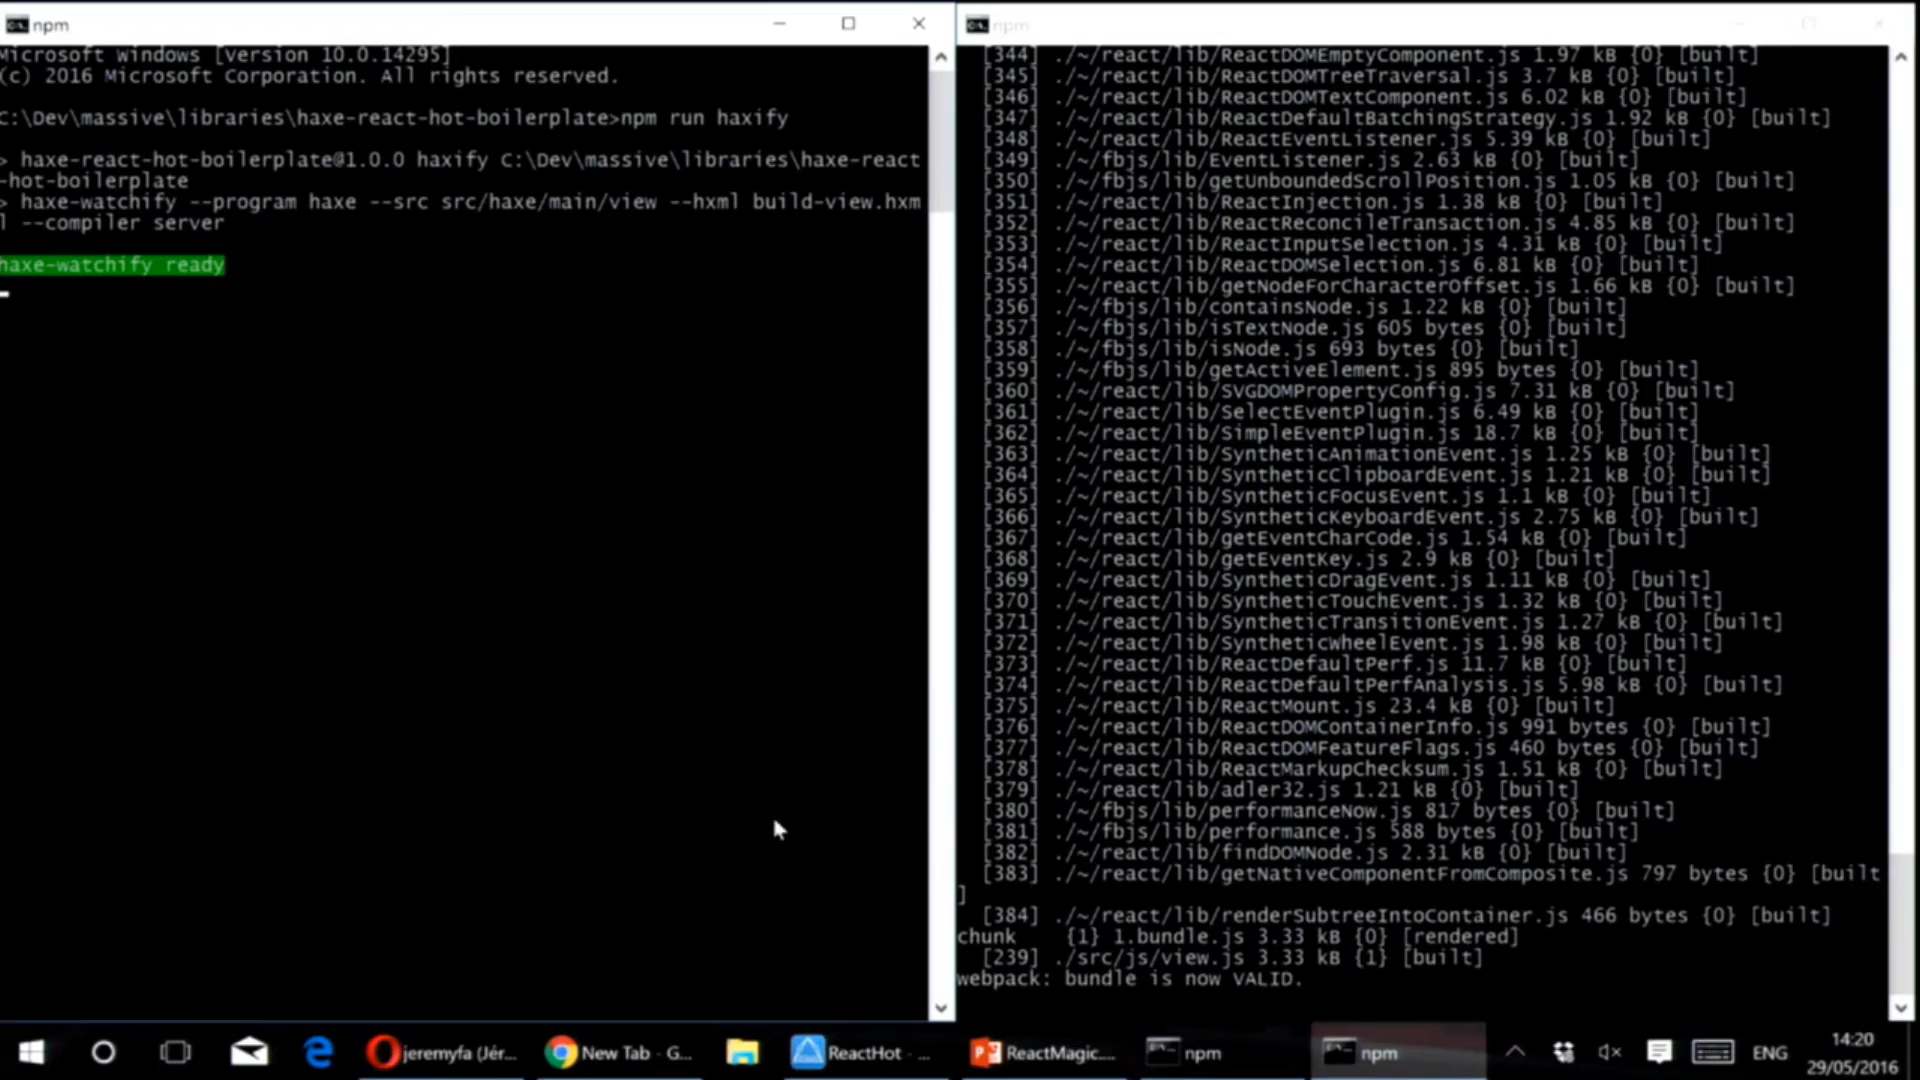 npm
Microsoft Windows [Version 10.0.14295]
(c) 2016 Microsoft Corporation. All rights reserved.
C:\Dev\massive\libraries\haxe-react-hot-boilerplate>npm run haxify
> haxe-react-hot-boilerplate@1.0.0 haxify C:\Dev\massive\libraries\haxe-react
-hot-boilerplate
> haxe-watchify --program haxe --src src/haxe/main/view --hxml build-view.hxm
l --compiler server
haxe-watchify ready
npm
[344] ./~/react/lib/ReactDOMEmptyComponent.js 1.97 kB {0} [built]
[345] ./~/react/lib/ReactDOMTreeTraversal.js 3.7 kB {0} [built]
[346] ./~/react/lib/ReactDOMTextComponent.js 6.02 kB {0} [built]
[347] ./~/react/lib/ReactDefaultBatchingStrategy.js 1.92 kB {0} [built]
[348] ./~/react/lib/ReactEventListener.js 5.39 kB {0} [built]
[349] ./~/fbjs/lib/EventListener.js 2.63 kB {0} [built]
[350] ./~/fbjs/lib/getUnboundedScrollPosition.js 1.05 kB {0} [built]
[351] ./~/react/lib/ReactInjection.js 1.38 kB {0} [built]
[352] ./~/react/lib/ReactReconcileTransaction.js 4.85 kB {0} [built]
[353] ./~/react/lib/ReactInputSelection.js 4.31 kB {0} [built]
[354] ./~/react/lib/ReactDOMSelection.js 6.81 kB {0} [built]
[355] ./~/react/lib/getNodeForCharacterOffset.js 1.66 kB {0} [built]
[356] ./~/fbjs/lib/containsNode.js 1.22 kB {0} [built]
[357] ./~/fbjs/lib/isTextNode.js 605 bytes {0} [built]
[358] ./~/fbjs/lib/isNode.js 693 bytes {0} [built]
[359] ./~/fbjs/lib/getActiveElement.js 895 bytes {0} [built]
[360] ./~/react/lib/SVGDOMPropertyConfig.js 7.31 kB {0} [built]
[361] ./~/react/lib/SelectEventPlugin.js 6.49 kB {0} [built]
[362] ./~/react/lib/SimpleEventPlugin.js 18.7 kB {0} [built]
[363] ./~/react/lib/SyntheticAnimationEvent.js 1.25 kB {0} [built]
[364] ./~/react/lib/SyntheticClipboardEvent.js 1.21 kB {0} [built]
[365] ./~/react/lib/SyntheticFocusEvent.js 1.1 kB {0} [built]
[366] ./~/react/lib/SyntheticKeyboardEvent.js 2.75 kB {0} [built]
[367] ./~/react/lib/getEventCharCode.js 1.54 kB {0} [built]
[368] ./~/react/lib/getEventKey.js 2.9 kB {0} [built]
[369] ./~/react/lib/SyntheticDragEvent.js 1.11 kB {0} [built]
[370] ./~/react/lib/SyntheticTouchEvent.js 1.32 kB {0} [built]
[371] ./~/react/lib/SyntheticTransitionEvent.js 1.27 kB {0} [built]
[372] ./~/react/lib/SyntheticWheelEvent.js 1.98 kB {0} [built]
[373] ./~/react/lib/ReactDefaultPerf.js 11.7 kB {0} [built]
[374] ./~/react/lib/ReactDefaultPerfAnalysis.js 5.98 kB {0} [built]
[375] ./~/react/lib/ReactMount.js 23.4 kB {0} [built]
[376] ./~/react/lib/ReactDOMContainerInfo.js 991 bytes {0} [built]
[377] ./~/react/lib/ReactDOMFeatureFlags.js 460 bytes {0} [built]
[378] ./~/react/lib/ReactMarkupChecksum.js 1.51 kB {0} [built]
[379] ./~/react/lib/adler32.js 1.21 kB {0} [built]
[380] ./~/fbjs/lib/performanceNow.js 817 bytes {0} [built]
[381] ./~/fbjs/lib/performance.js 588 bytes {0} [built]
[382] ./~/react/lib/findDOMNode.js 2.31 kB {0} [built]
[383] ./~/react/lib/getNativeComponentFromComposite.js 797 bytes {0} [built
]
[384] ./~/react/lib/renderSubtreeIntoContainer.js 466 bytes {0} [built]
chunk    {1} 1.bundle.js 3.33 kB {0} [rendered]
[239] ./src/js/view.js 3.33 kB {1} [built]
webpack: bundle is now VALID.
jeremyfa (Jér...
New Tab - G...
ReactHot - ...
ReactMagic....
npm
npm
ENG
14:20
29/05/2016